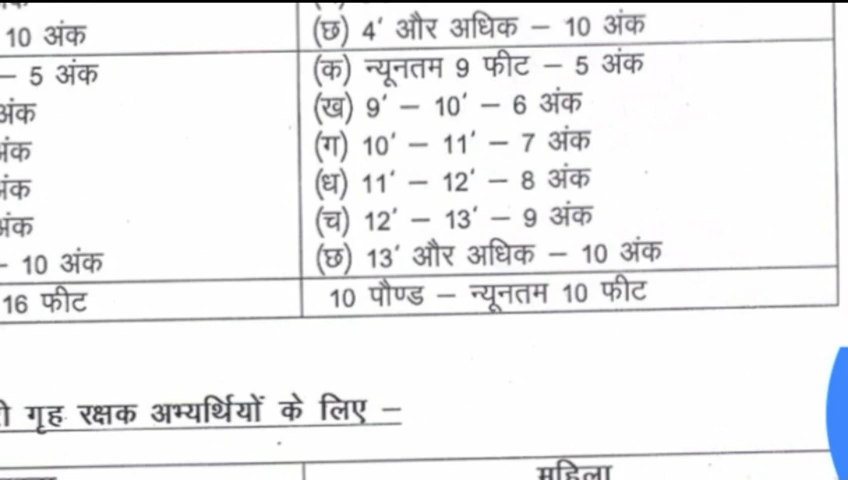 10 अंक
(छ) 4' और अधिक – 10 अंक
– 5 अंक
(क) न्यूनतम 9 फीट – 5 अंक
अंक
(ख) 9' – 10' – 6 अंक
अंक
(ग) 10' – 11' – 7 अंक
अंक
(ध) 11' – 12' – 8 अंक
अंक
(च) 12' – 13' – 9 अंक
- 10 अंक
(छ) 13' और अधिक – 10 अंक
16 फीट
10 पौण्ड – न्यूनतम 10 फीट
गृह रक्षक अभ्यर्थियों के लिए –
महिला